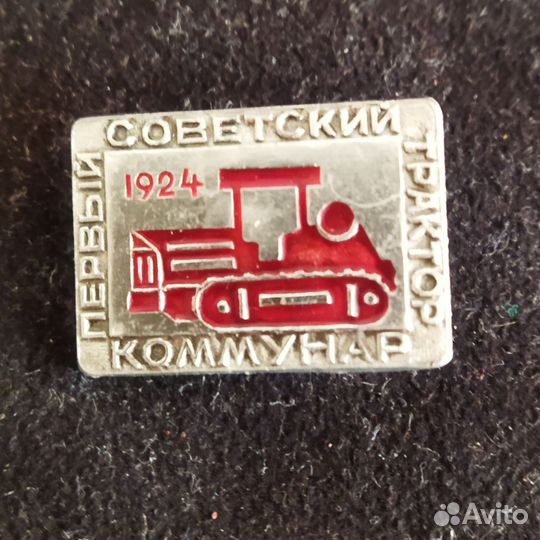 ПЕРВЫЙ
СОВЕТСКИЙ
ТРАКТОР
КОММУНАР
1924
Avito